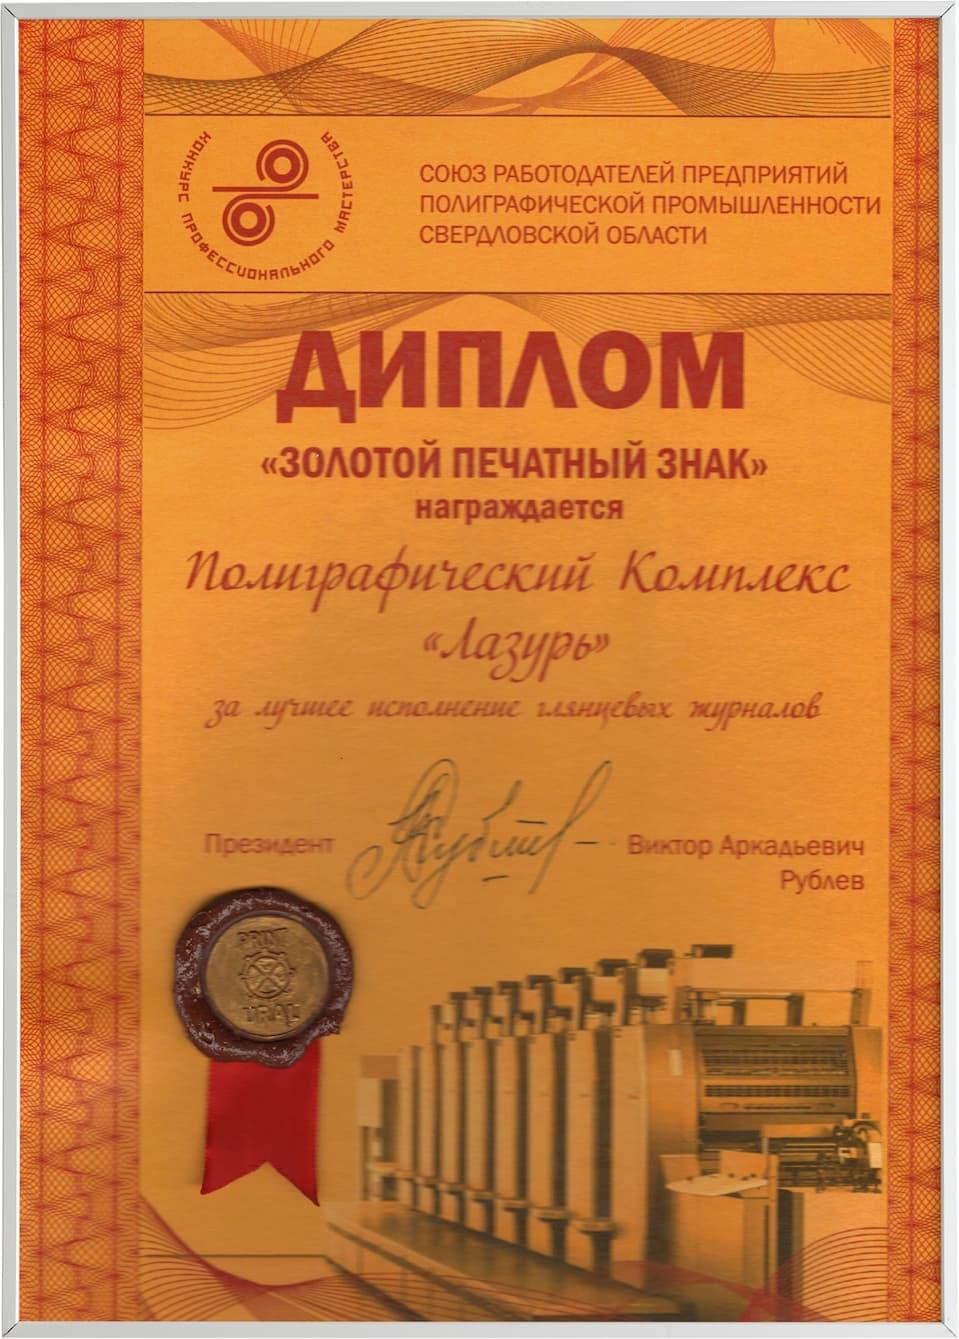 КОНКУРС ПРОФЕССИОНАЛЬНОГО МАСТЕРСТВА
СОЮЗ РАБОТОДАТЕЛЕЙ ПРЕДПРИЯТИЙ
ПОЛИГРАФИЧЕСКОЙ ПРОМЫШЛЕННОСТИ
СВЕРДЛОВСКОЙ ОБЛАСТИ
ДИПЛОМ
«ЗОЛОТОЙ ПЕЧАТНЫЙ ЗНАК»
награждается
Полиграфический Комплекс
«Лазурь»
за лучшее исполнение глянцевых журналов
Президент
Виктор Аркадьевич
Рублев
PRINT
URAL